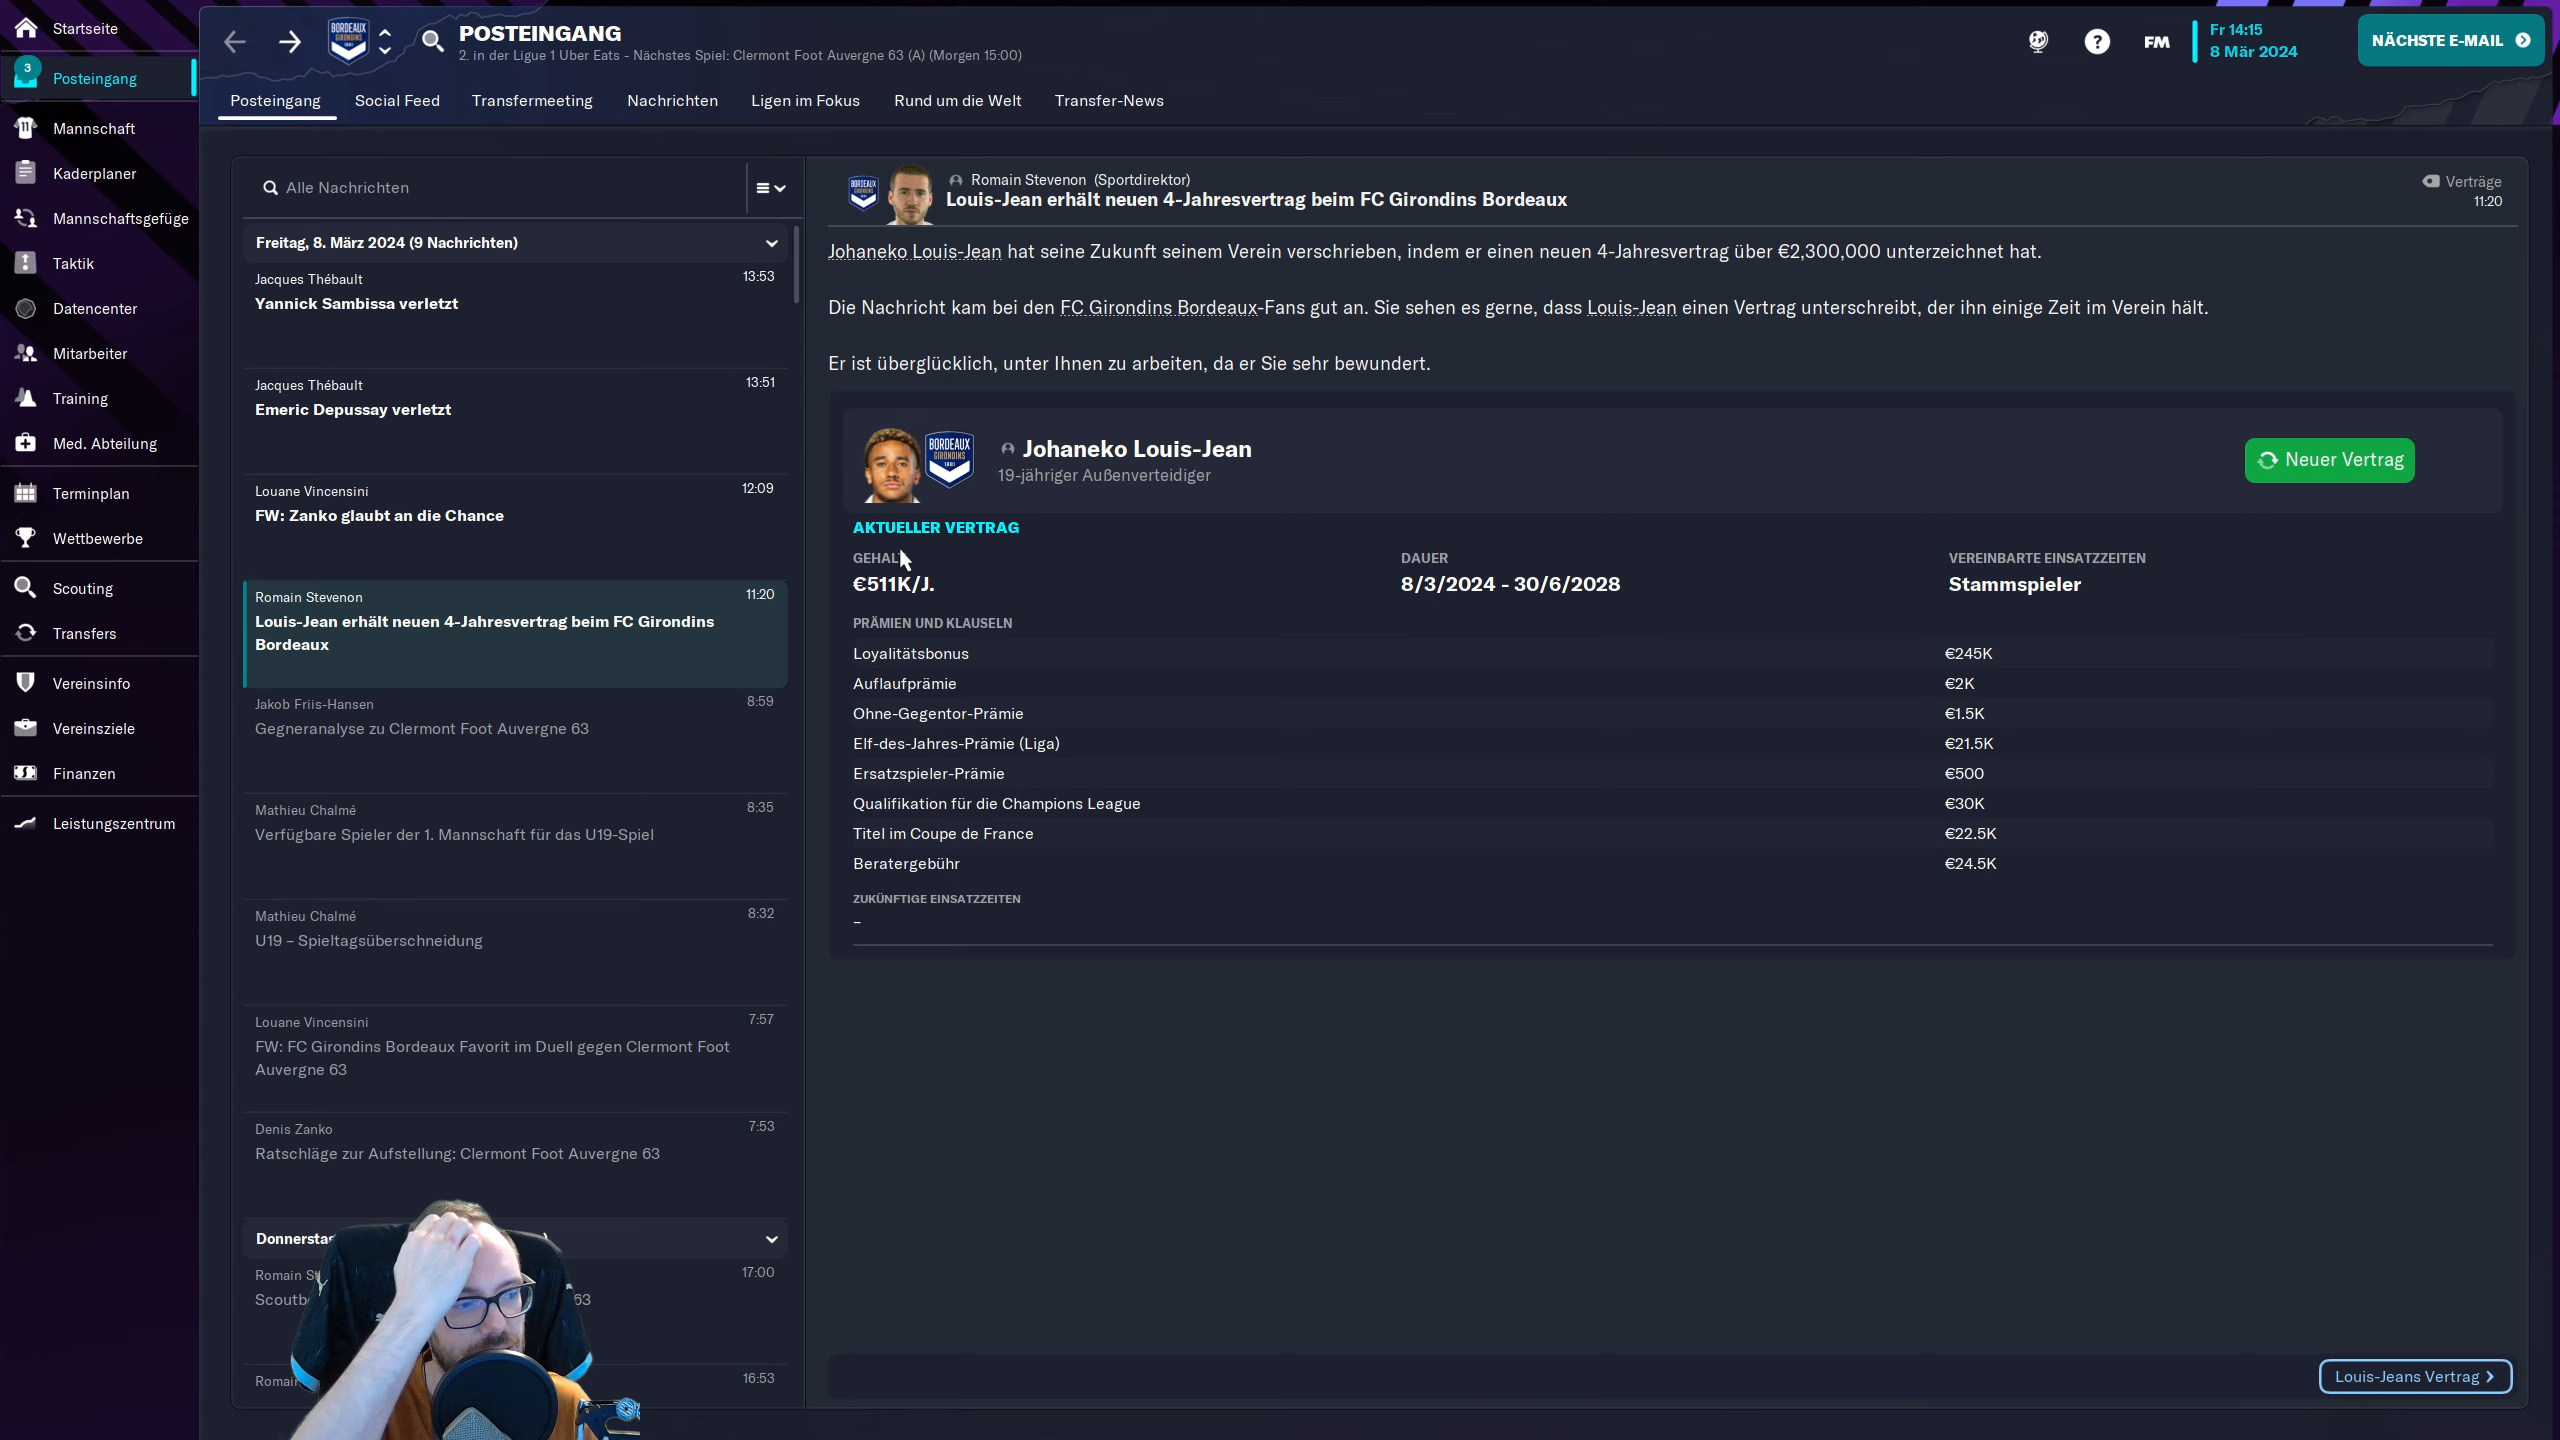 Startseite
3
Posteingang
Mannschaft
Kaderplaner
Mannschaftsgefüge
Taktik
Datencenter
Mitarbeiter
Training
Med. Abteilung
Terminplan
Wettbewerbe
Scouting
Transfers
Vereinsinfo
Vereinsziele
Finanzen
Leistungszentrum
BORDEAUX
GIRONDINS
POSTEINGANG
2. in der Ligue 1 Uber Eats - Nächstes Spiel: Clermont Foot Auvergne 63 (A) (Morgen 15:00)
FM
Fr 14:15
8 Mär 2024
NÄCHSTE E-MAIL
Posteingang
Social Feed
Transfermeeting
Nachrichten
Ligen im Fokus
Rund um die Welt
Transfer-News
Alle Nachrichten
Freitag, 8. März 2024 (9 Nachrichten)
Jacques Thébault 13:53
Yannick Sambissa verletzt
Jacques Thébault 13:51
Emeric Depussay verletzt
Louane Vincensini 12:09
FW: Zanko glaubt an die Chance
Romain Stevenon 11:20
Louis-Jean erhält neuen 4-Jahresvertrag beim FC Girondins
Bordeaux
Jakob Friis-Hansen 8:59
Gegneranalyse zu Clermont Foot Auvergne 63
Mathieu Chalmé 8:35
Verfügbare Spieler der 1. Mannschaft für das U19-Spiel
Mathieu Chalmé 8:32
U19 – Spieltagsüberschneidung
Louane Vincensini 7:57
FW: FC Girondins Bordeaux Favorit im Duell gegen Clermont Foot
Auvergne 63
Denis Zanko 7:53
Ratschläge zur Aufstellung: Clermont Foot Auvergne 63
17:00
63
16:53
BORDEAUX
Romain Stevenon (Sportdirektor)
Louis-Jean erhält neuen 4-Jahresvertrag beim FC Girondins Bordeaux
Verträge
11:20
Johaneko Louis-Jean hat seine Zukunft seinem Verein verschrieben, indem er einen neuen 4-Jahresvertrag über €2,300,000 unterzeichnet hat.
Die Nachricht kam bei den FC Girondins Bordeaux-Fans gut an. Sie sehen es gerne, dass Louis-Jean einen Vertrag unterschreibt, der ihn einige Zeit im Verein hält.
Er ist überglücklich, unter Ihnen zu arbeiten, da er Sie sehr bewundert.
BORDEAUX
GIRONDINS
Johaneko Louis-Jean
19-jähriger Außenverteidiger
Neuer Vertrag
AKTUELLER VERTRAG
DAUER
VEREINBARTE EINSATZZEITEN
€511K/J.
8/3/2024 - 30/6/2028
Stammspieler
PRÄMIEN UND KLAUSELN
Loyalitätsbonus €245K
Auflaufprämie €2K
Ohne-Gegentor-Prämie €1.5K
Elf-des-Jahres-Prämie (Liga) €21.5K
Ersatzspieler-Prämie €500
Qualifikation für die Champions League €30K
Titel im Coupe de France €22.5K
Beratergebühr €24.5K
ZUKÜNFTIGE EINSATZZEITEN
–
Louis-Jeans Vertrag